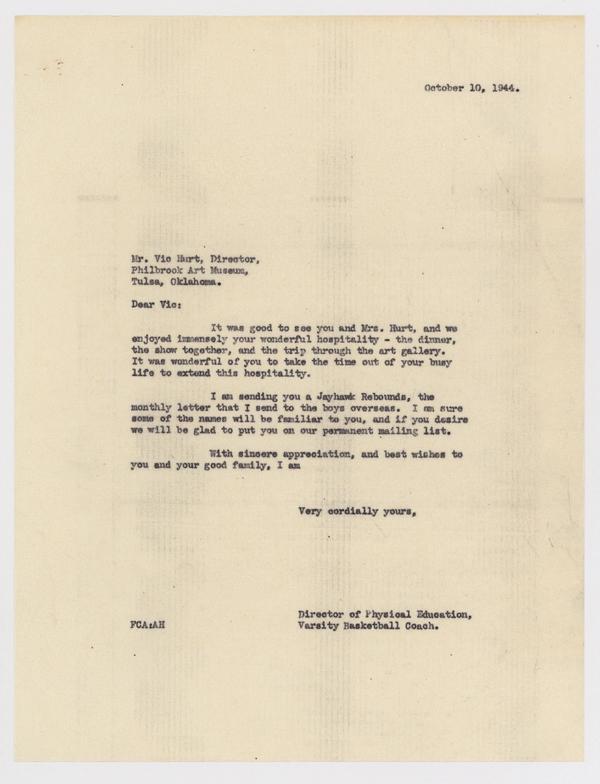 October 10, 1944.
Mr. Vic Hurt, Director,
Philbrook Art Museum,
Tulsa, Oklahoma.
Dear Vic:
It was good to see you and Mrs. Hurt, and we
enjoyed immensely your wonderful hospitality - the dinner,
the show together, and the trip through the art gallery.
It was wonderful of you to take the time out of your busy
life to extend this hospitality.
I am sending you a Jayhawk Rebounds, the
monthly letter that I send to the boys overseas. I am sure
some of the names will be familiar to you, and if you desire
we will be glad to put you on our permanent mailing list.
With sincere appreciation, and best wishes to
you and your good family, I am
Very cordially yours,
Director of Physical Education,
FCA:AH Varsity Basketball Coach.